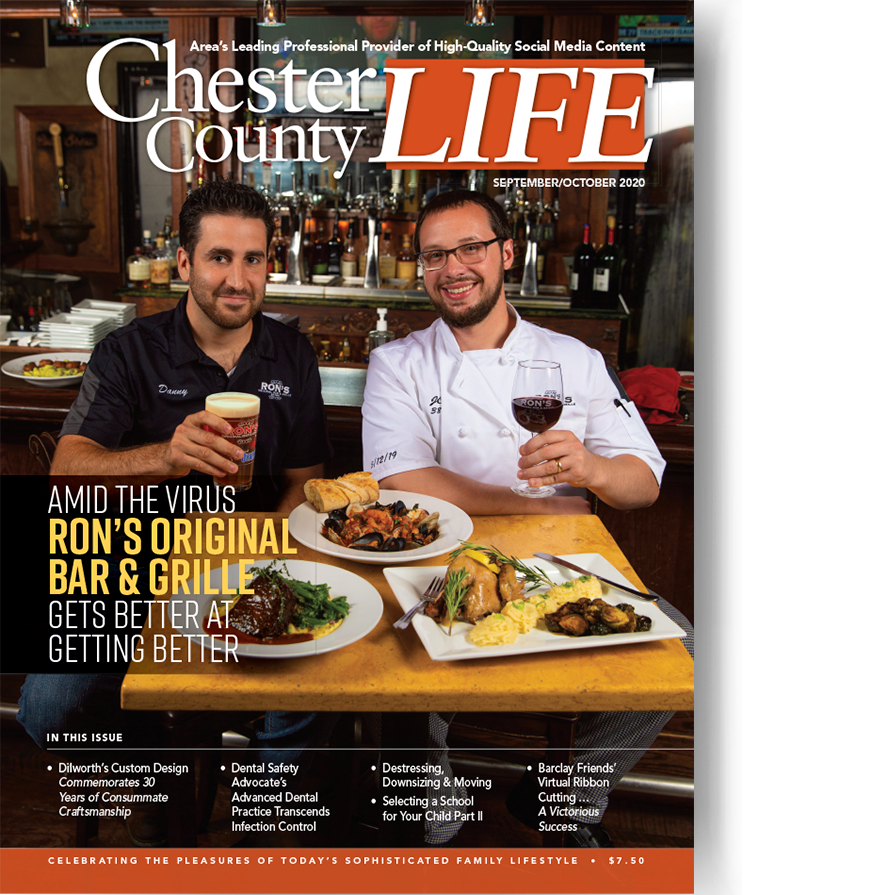 Area's Leading Professional Provider of High-Quality Social Media Content
Chester
County
LIFE
SEPTEMBER/OCTOBER 2020
Danny
RON'S
RON'S
5/12/19
AMID THE VIRUS
RON'S ORIGINAL
BAR & GRILLE
GETS BETTER AT
GETTING BETTER
IN THIS ISSUE
• Dilworth's Custom Design
Commemorates 30
Years of Consummate
Craftsmanship
• Dental Safety
Advocate's
Advanced Dental
Practice Transcends
Infection Control
• Destressing,
Downsizing & Moving
• Selecting a School
for Your Child Part II
• Barclay Friends'
Virtual Ribbon
Cutting ...
A Victorious
Success
CELEBRATING THE PLEASURES OF TODAY'S SOPHISTICATED FAMILY LIFESTYLE • $7.50